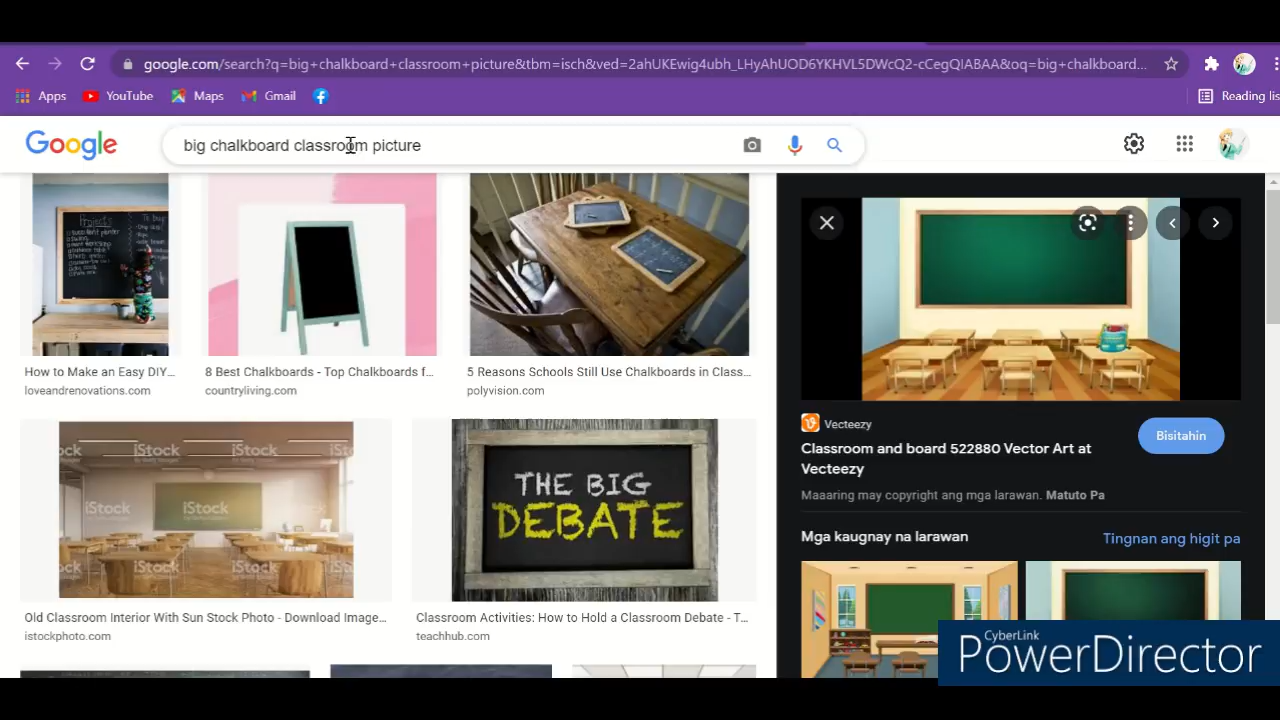 google.com/search?q=big+chalkboard+classroom+picture&tbm=isch&ved=2ahUKEwig4ubh_LHyAhUOD6YKHVL5DWcQ2-cCegQIABAA&oq=big+chalkboard...
Apps YouTube Maps Gmail Reading lis
Google big chalkboard classroom picture
Projects
How to Make an Easy DIY...
loveandrenovations.com
8 Best Chalkboards - Top Chalkboards f...
countryliving.com
5 Reasons Schools Still Use Chalkboards in Class...
polyvision.com
Vecteezy
Classroom and board 522880 Vector Art at
Vecteezy
Bisitahin
Maaaring may copyright ang mga larawan. Matuto Pa
Mga kaugnay na larawan Tingnan ang higit pa
iStock
iStock
iStock
THE BIG
DEBATE
Old Classroom Interior With Sun Stock Photo - Download Image...
istockphoto.com
Classroom Activities: How to Hold a Classroom Debate - T...
teachhub.com
CyberLink
PowerDirector